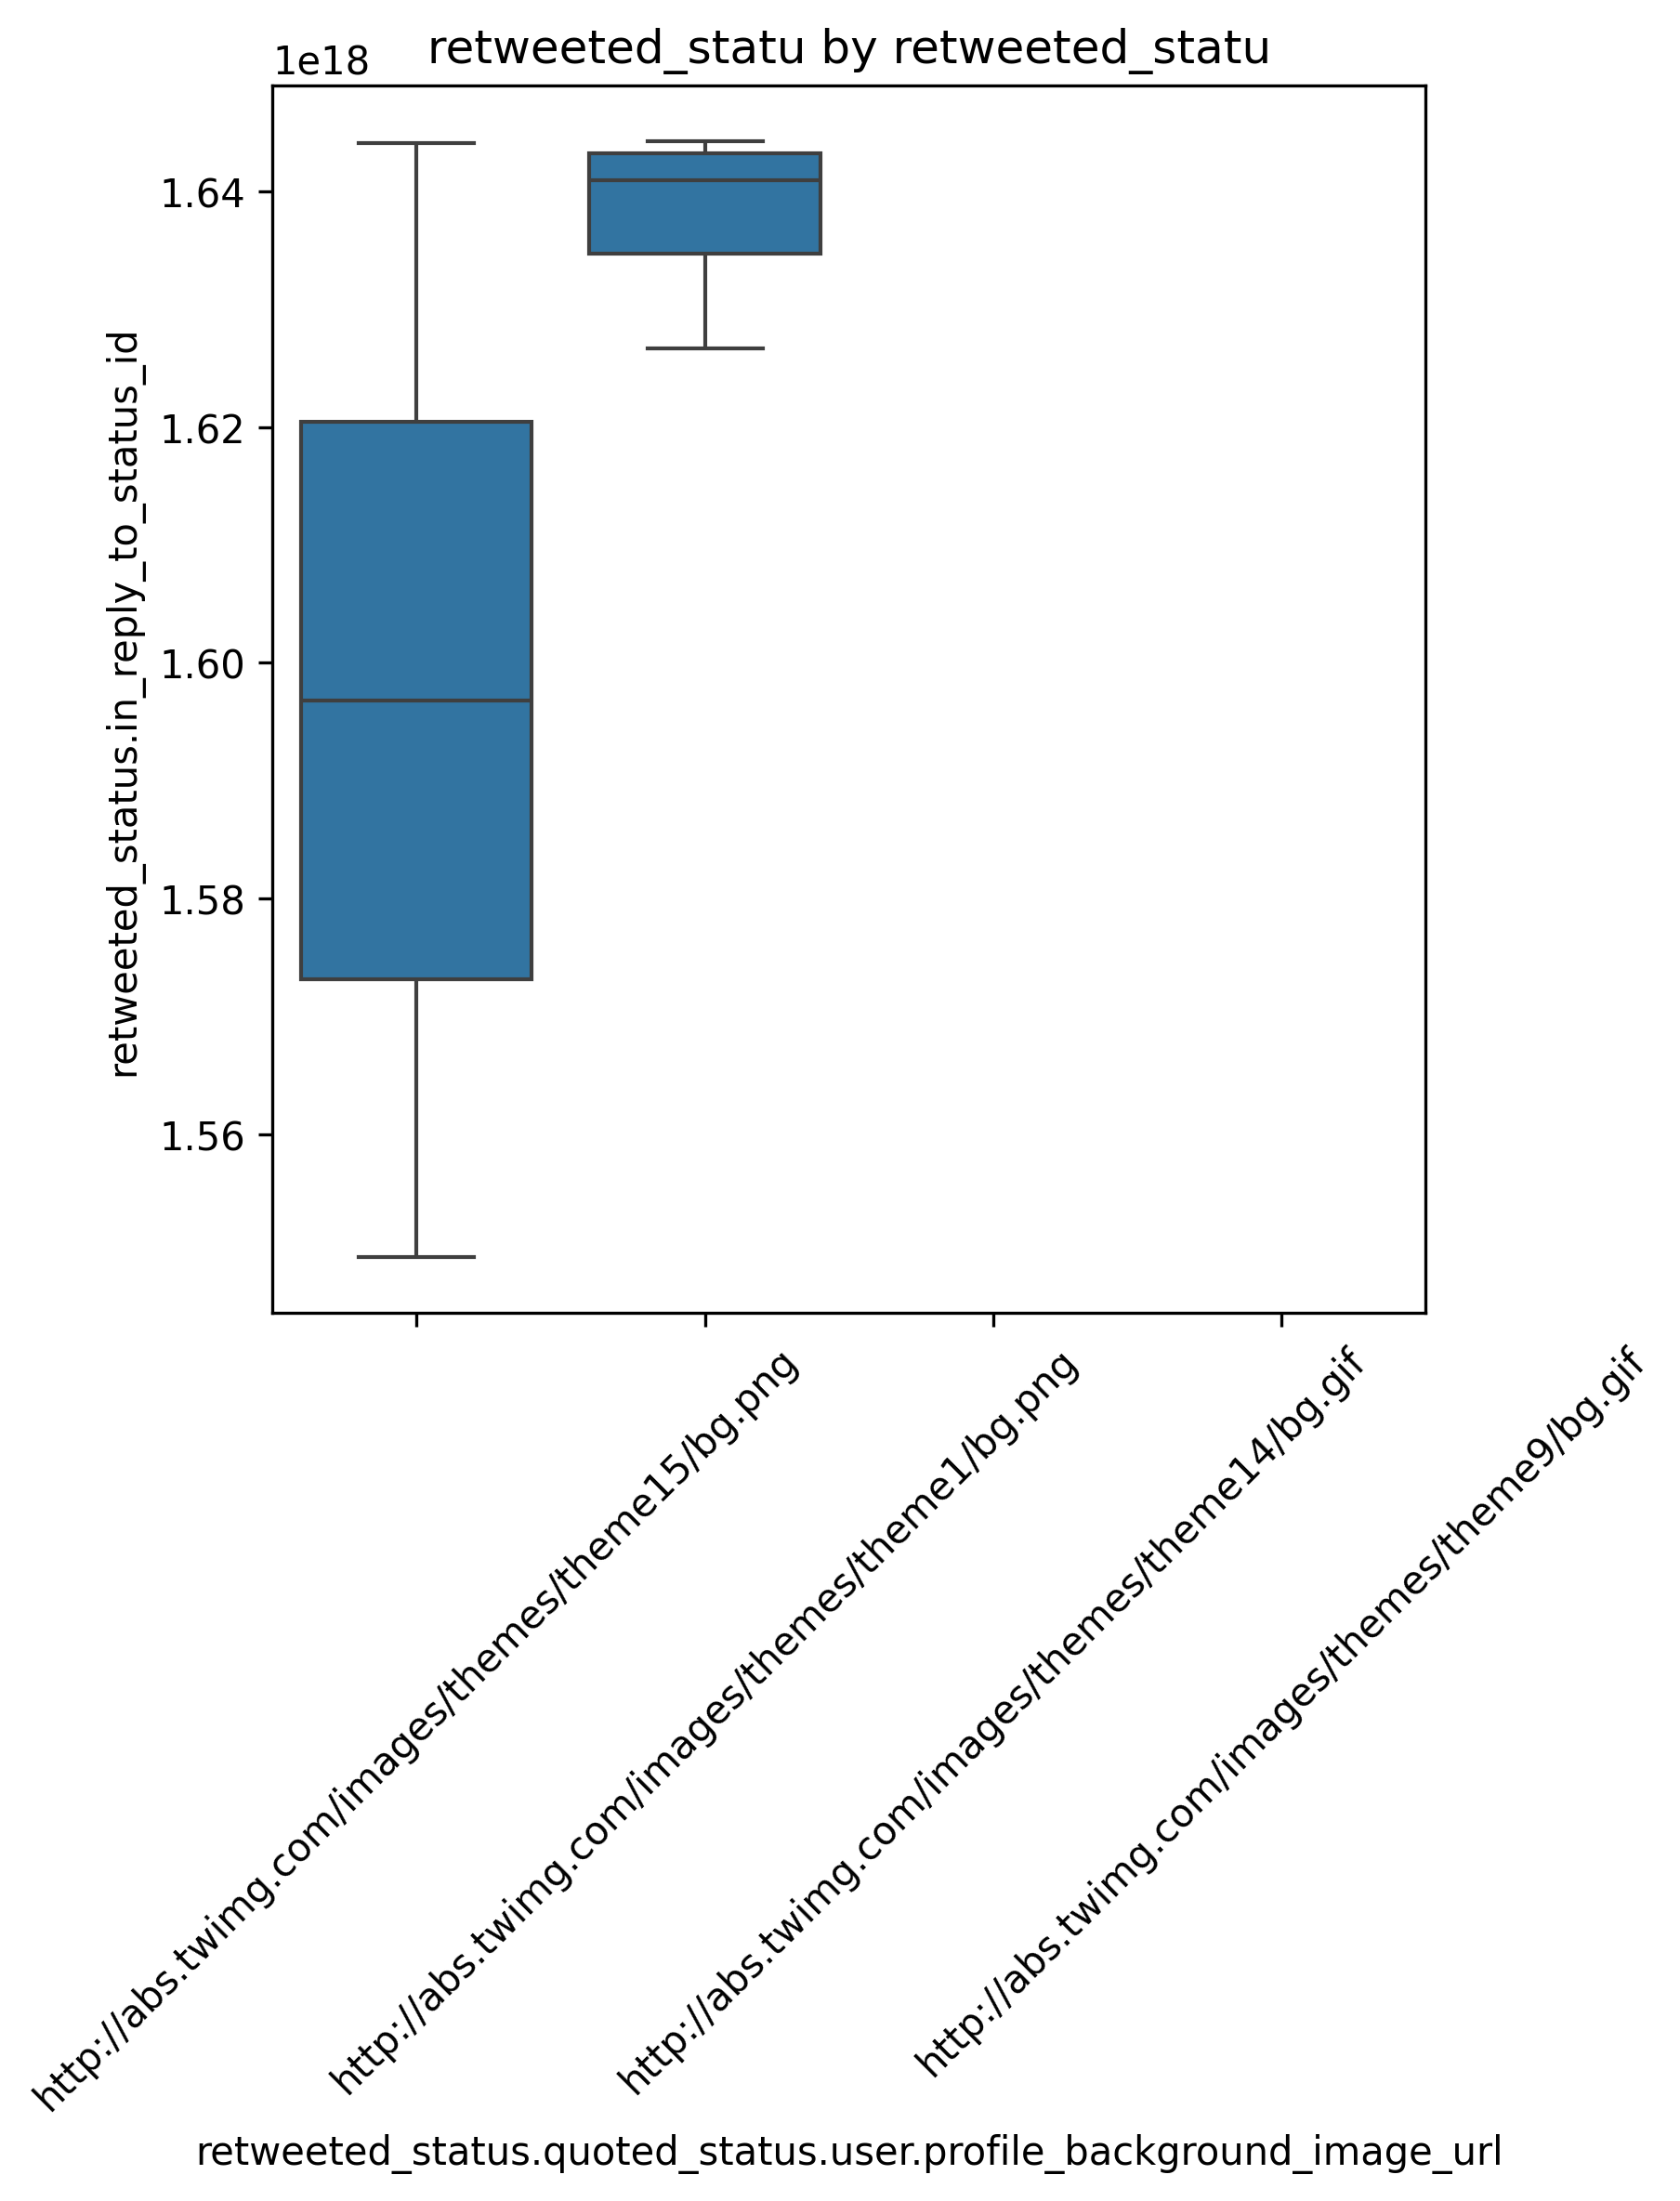 retweeted_statu by retweeted_statu
1e18
1.64
1.62
1.60
1.58
1.56
retweeted_status.in_reply_to_status_id
http://abs.twimg.com/images/themes/theme15/bg.png
http://abs.twimg.com/images/themes/theme1/bg.png
http://abs.twimg.com/images/themes/theme14/bg.gif
http://abs.twimg.com/images/themes/theme9/bg.gif
retweeted_status.quoted_status.user.profile_background_image_url